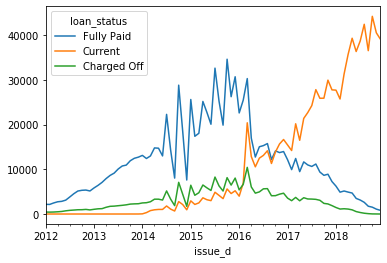 loan_status
Fully Paid
Current
Charged Off
40000
30000
20000
10000
0
2012 2013 2014 2015 2016 2017 2018
issue_d